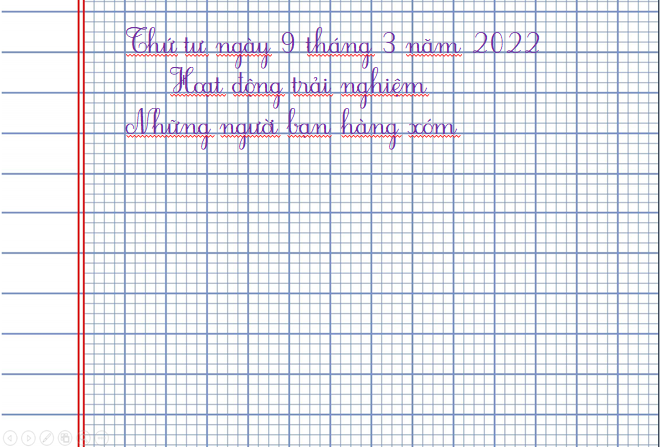 Thứ tư ngày 9 tháng 3 năm 2022
Hoạt động trải nghiệm
Những người bạn hàng xóm